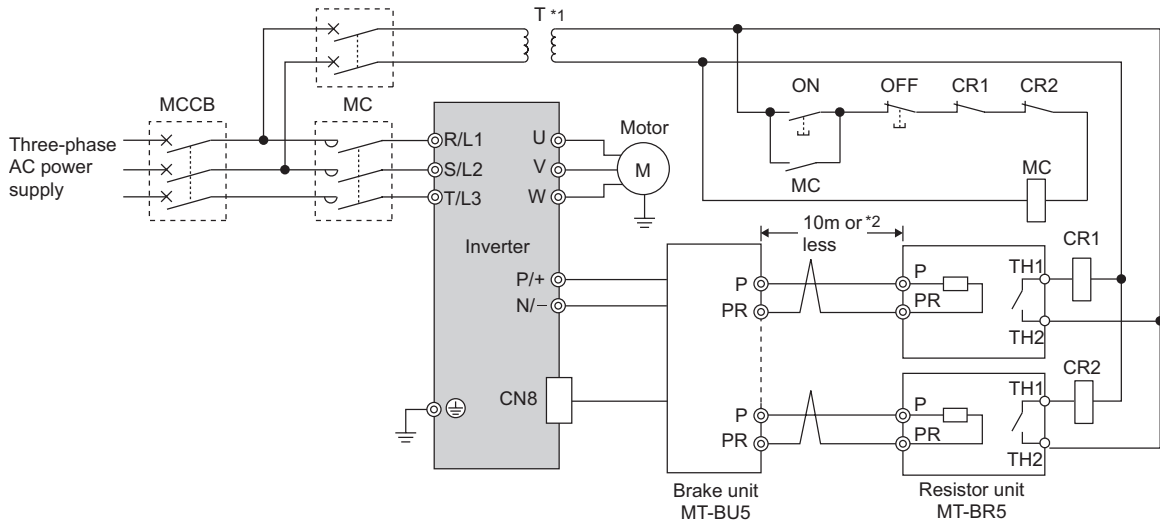 T *1
ON
OFF
CR1
CR2
MCCB
MC
Three-phase
AC power
supply
R/L1
S/L2
T/L3
U
V
W
Motor
M
MC
MC
Inverter
10m or *2
less
CR1
P/+
N/−
P
PR
P
PR
TH1
TH2
CR2
CN8
P
PR
P
PR
TH1
TH2
Brake unit
MT-BU5
Resistor unit
MT-BR5